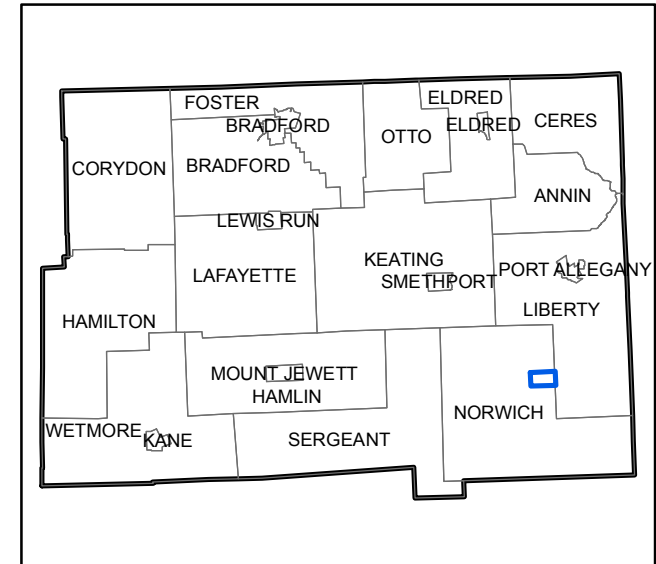 FOSTER
ELDRED
BRADFORD
ELDRED
CERES
OTTO
CORYDON
BRADFORD
ANNIN
LEWIS RUN
KEATING
LAFAYETTE
SMETHPORT
PORT ALLEGANY
HAMILTON
LIBERTY
MOUNT JEWETT
HAMLIN
NORWICH
WETMORE
KANE
SERGEANT